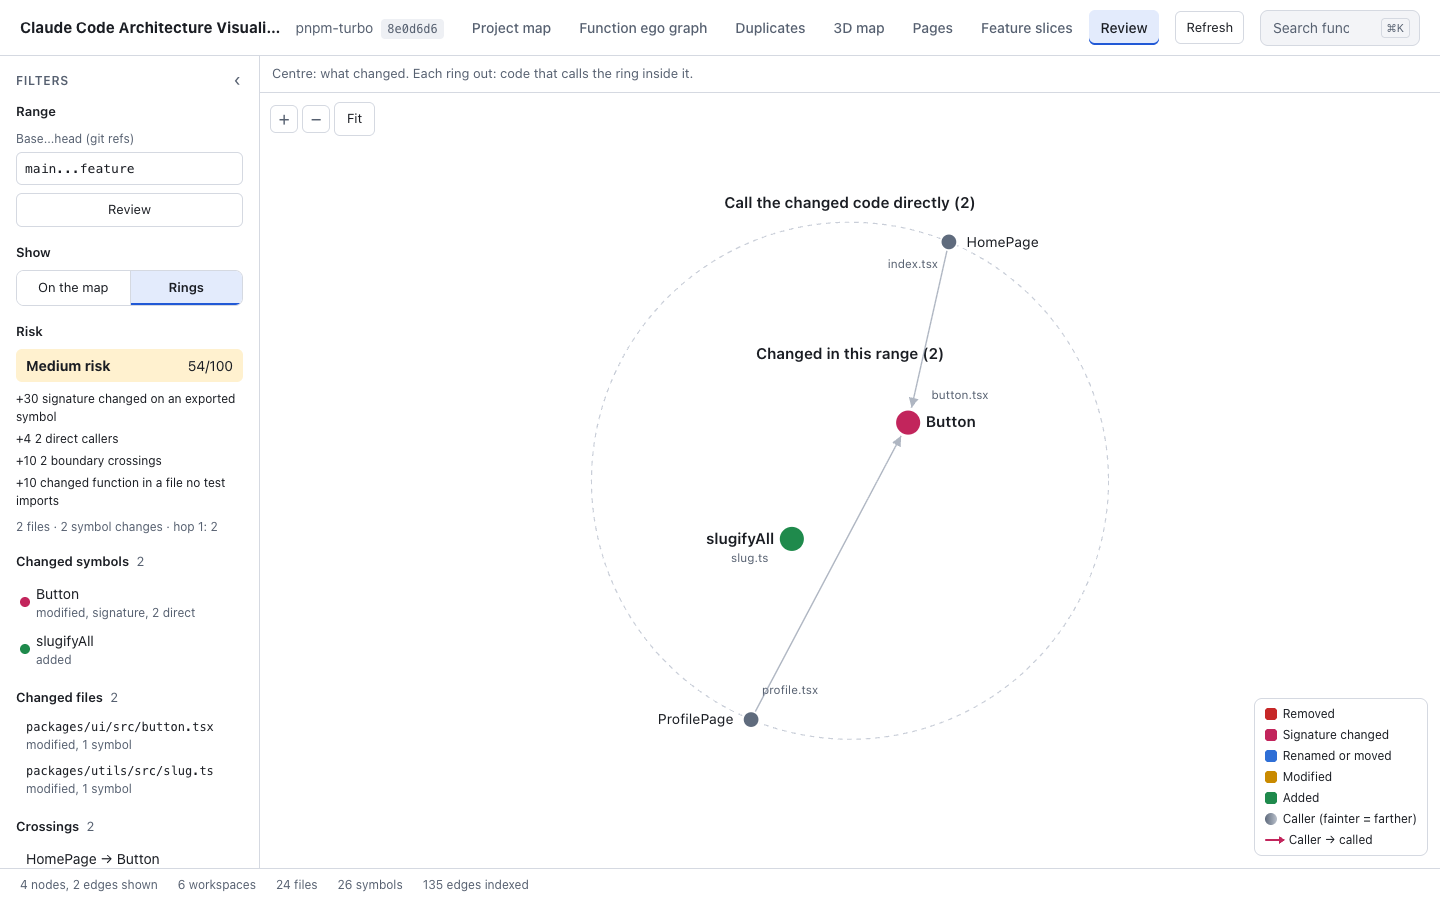 Claude Code Architecture Visuali...
pnpm-turbo
8e0d6d6
Project map
Function ego graph
Duplicates
3D map
Pages
Feature slices
Review
Refresh
Search func
⌘K
FILTERS
Range
Base...head (git refs)
main...feature
Review
Show
On the map
Rings
Risk
Medium risk
54/100
+30 signature changed on an exported
symbol
+4 2 direct callers
+10 2 boundary crossings
+10 changed function in a file no test
imports
2 files · 2 symbol changes · hop 1: 2
Changed symbols 2
Button
modified, signature, 2 direct
slugifyAll
added
Changed files 2
packages/ui/src/button.tsx
modified, 1 symbol
packages/utils/src/slug.ts
modified, 1 symbol
Crossings 2
HomePage → Button
Centre: what changed. Each ring out: code that calls the ring inside it.
+
−
Fit
Call the changed code directly (2)
HomePage
index.tsx
Changed in this range (2)
button.tsx
Button
slugifyAll
slug.ts
profile.tsx
ProfilePage
Removed
Signature changed
Renamed or moved
Modified
Added
Caller (fainter = farther)
Caller → called
4 nodes, 2 edges shown
6 workspaces
24 files
26 symbols
135 edges indexed